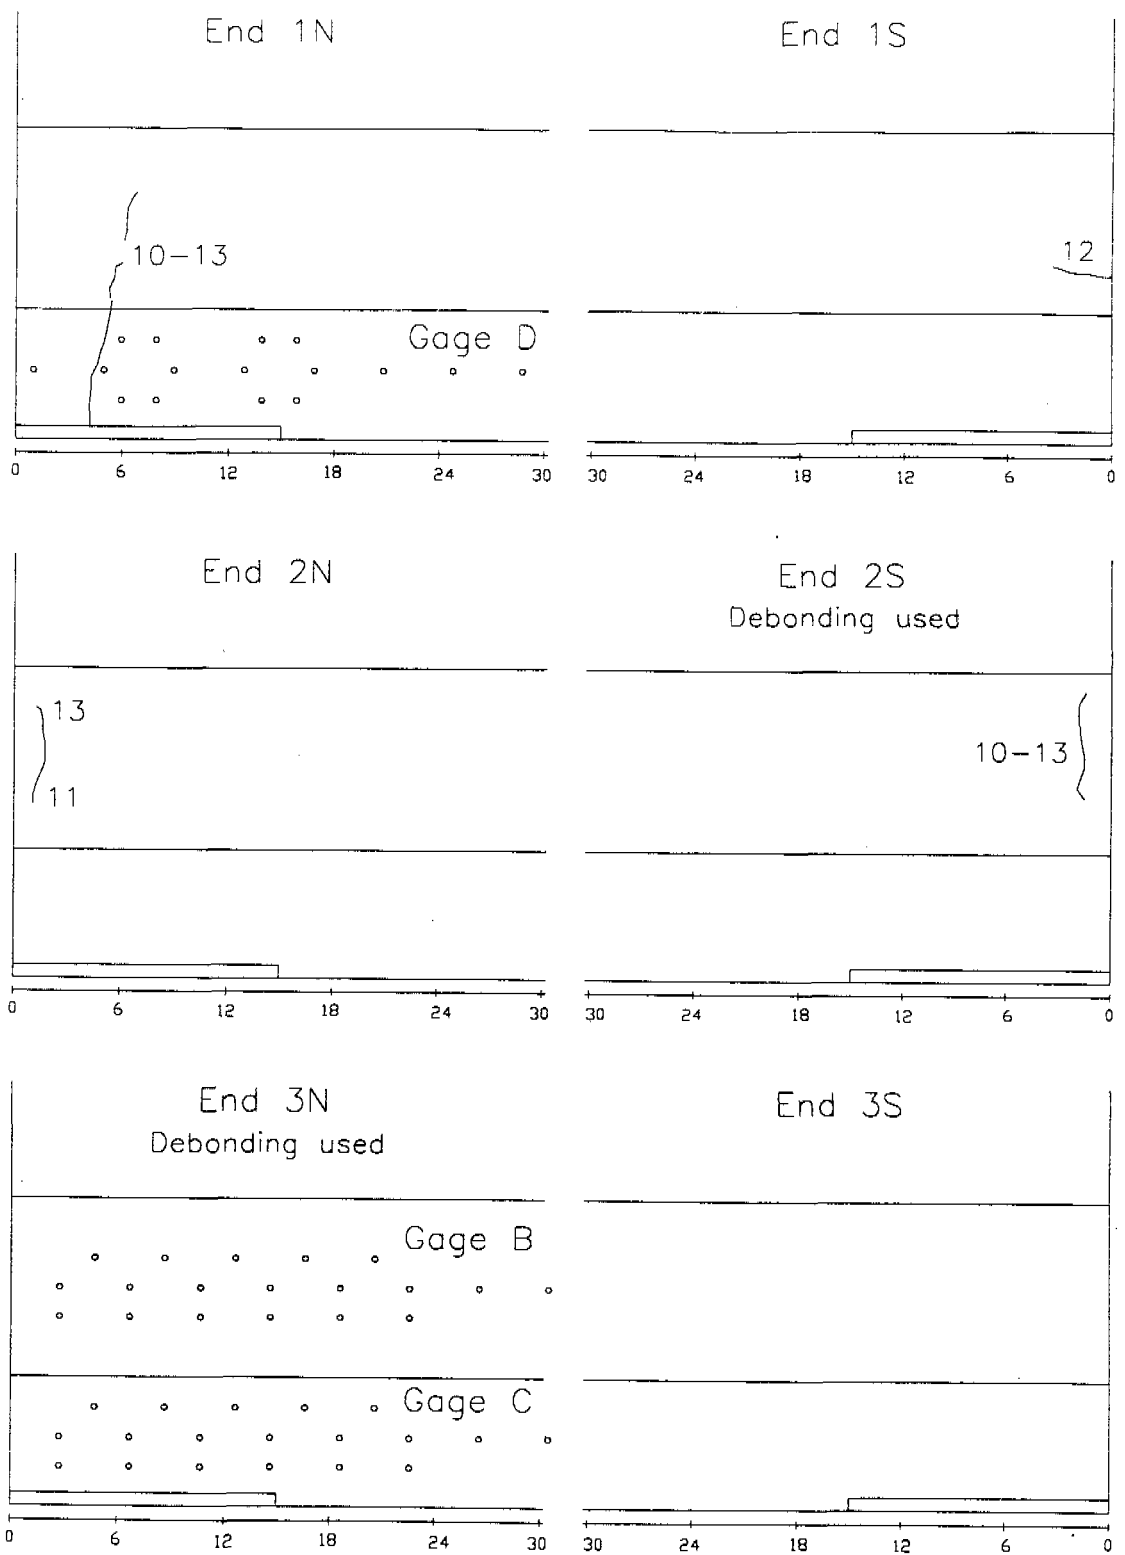 End 1N
10-13
Gage D
0 6 12 18 24 30
End 1S
12
30 24 18 12 6 0
End 2N
13
11
0 6 12 18 24 30
End 2S
Debonding used
10-13
30 24 18 12 6 0
End 3N
Debonding used
Gage B
Gage C
0 6 12 18 24 30
End 3S
30 24 18 12 6 0